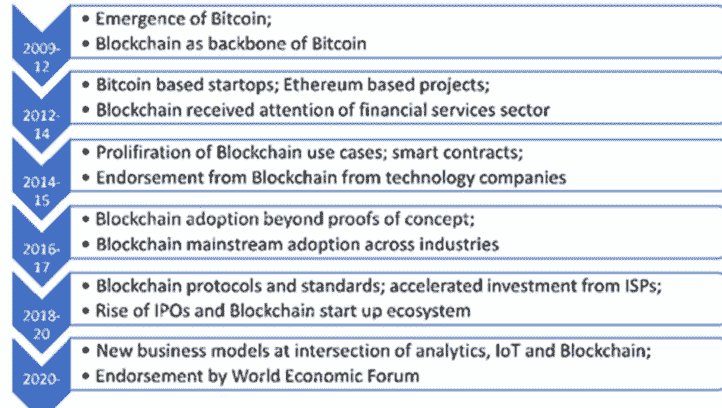 • Emergence of Bitcoin;
• Blockchain as backbone of Bitcoin
2009-
12
• Bitcoin based startops; Ethereum based projects;
• Blockchain received attention of financial services sector
2012-
14
• Prolifiration of Blockchain use cases; smart contracts;
• Endorsement from Blockchain from technology companies
2014-
15
• Blockchain adoption beyond proofs of concept;
• Blockchain mainstream adoption across industries
2016-
17
• Blockchain protocols and standards; accelerated investment from ISPs;
• Rise of IPOs and Blockchain start up ecosystem
2018-
20
• New business models at intersection of analytics, IoT and Blockchain;
• Endorsement by World Economic Forum
2020-